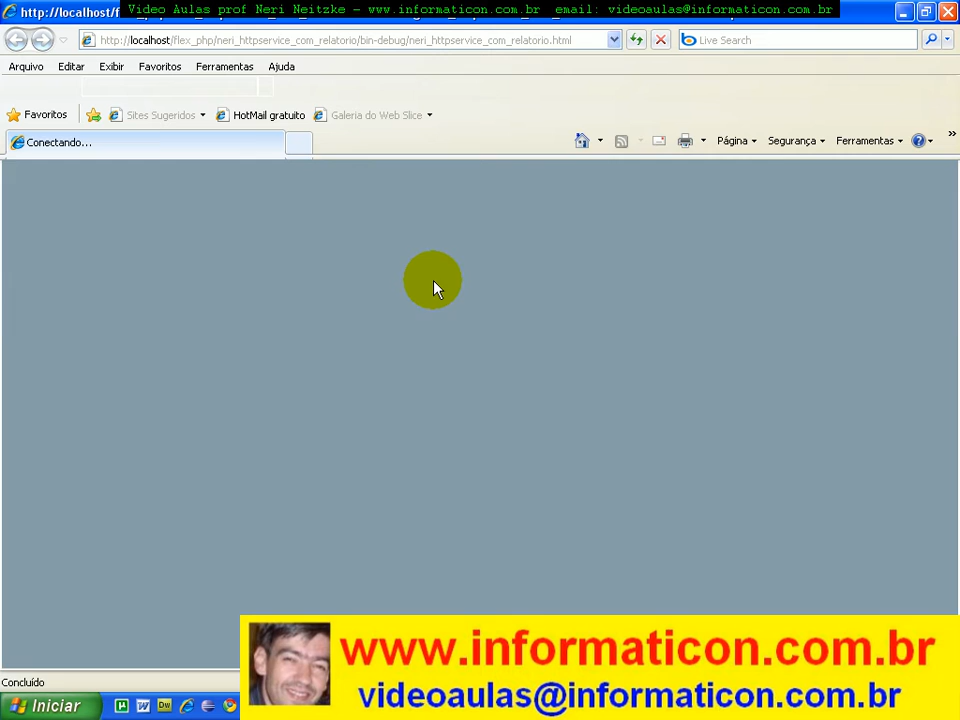 http://localhost/f
Video Aulas prof Neri Neitzke - www.informaticon.com.br email: videoaulas@informaticon.com.br
http://localhost/flex_php/neri_httpservice_com_relatorio/bin-debug/neri_httpservice_com_relatorio.html
Live Search
Arquivo Editar Exibir Favoritos Ferramentas Ajuda
Favoritos Sites Sugeridos HotMail gratuito Galeria do Web Slice
Conectando... Página Segurança Ferramentas
Concluído
www.informaticon.com.br
videoaulas@informaticon.com.br
Iniciar